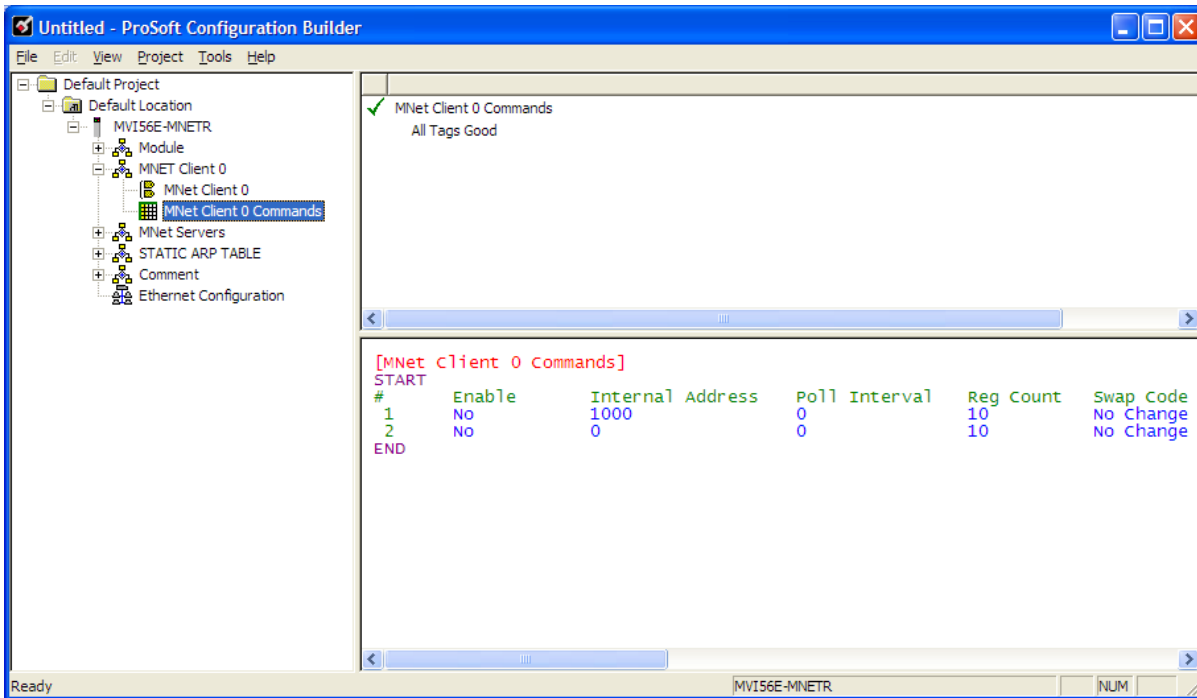 Untitled - ProSoft Configuration Builder
File Edit View Project Tools Help
Default Project
Default Location
MVI56E-MNETR
Module
MNET Client 0
MNet Client 0
MNet Client 0 Commands
MNet Servers
STATIC ARP TABLE
Comment
Ethernet Configuration
MNet Client 0 Commands
All Tags Good
[MNet Client 0 Commands]
START
# Enable Internal Address Poll Interval Reg Count Swap Code
1 No 1000 0 10 No Change
2 No 0 0 10 No Change
END
Ready MVI56E-MNETR NUM